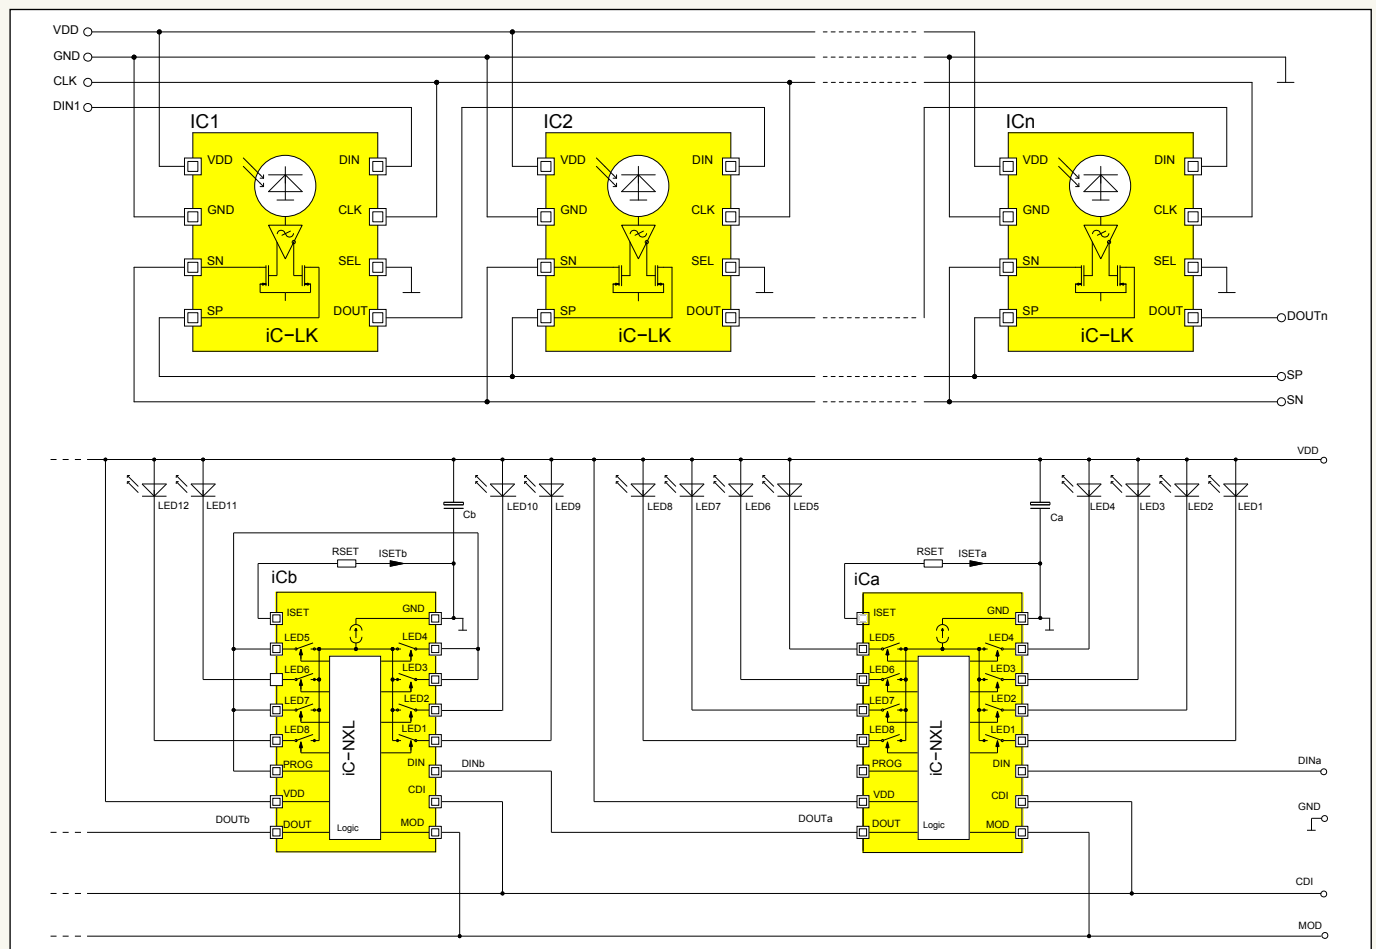 VDD
GND
CLK
DIN1
IC1 IC2 ICn
VDD DIN VDD DIN VDD DIN
GND CLK GND CLK GND CLK
SN SEL SN SEL SN SEL
SP DOUT SP DOUT SP DOUT DOUTn
iC-LK iC-LK iC-LK
SP
SN
VDD
LED12 LED11 Cb LED10 LED9 LED8 LED7 LED6 LED5 Ca LED4 LED3 LED2 LED1
RSET ISETb RSET ISETa
iCb iCa
ISET GND ISET GND
LED5 LED4 LED5 LED4
LED6 LED3 LED6 LED3
LED7 LED2 LED7 LED2
LED8 LED1 LED8 LED1
iC-NXL iC-NXL
PROG DIN DINb PROG DIN DINa
VDD CDI VDD CDI
DOUTb DOUT Logic MOD DOUTa DOUT Logic MOD GND
CDI
MOD